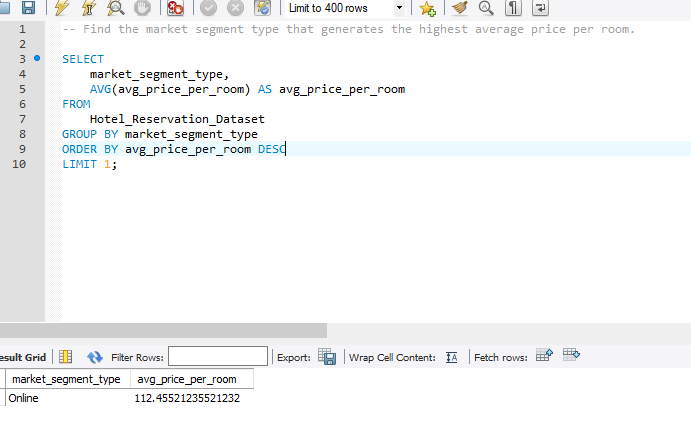 Limit to 400 rows
1 -- Find the market segment type that generates the highest average price per room.
2
3 SELECT
4 market_segment_type,
5 AVG(avg_price_per_room) AS avg_price_per_room
6 FROM
7 Hotel_Reservation_Dataset
8 GROUP BY market_segment_type
9 ORDER BY avg_price_per_room DESC
10 LIMIT 1;
esult Grid Filter Rows: Export: Wrap Cell Content: IA Fetch rows:
market_segment_type avg_price_per_room
Online 112.45521235521232